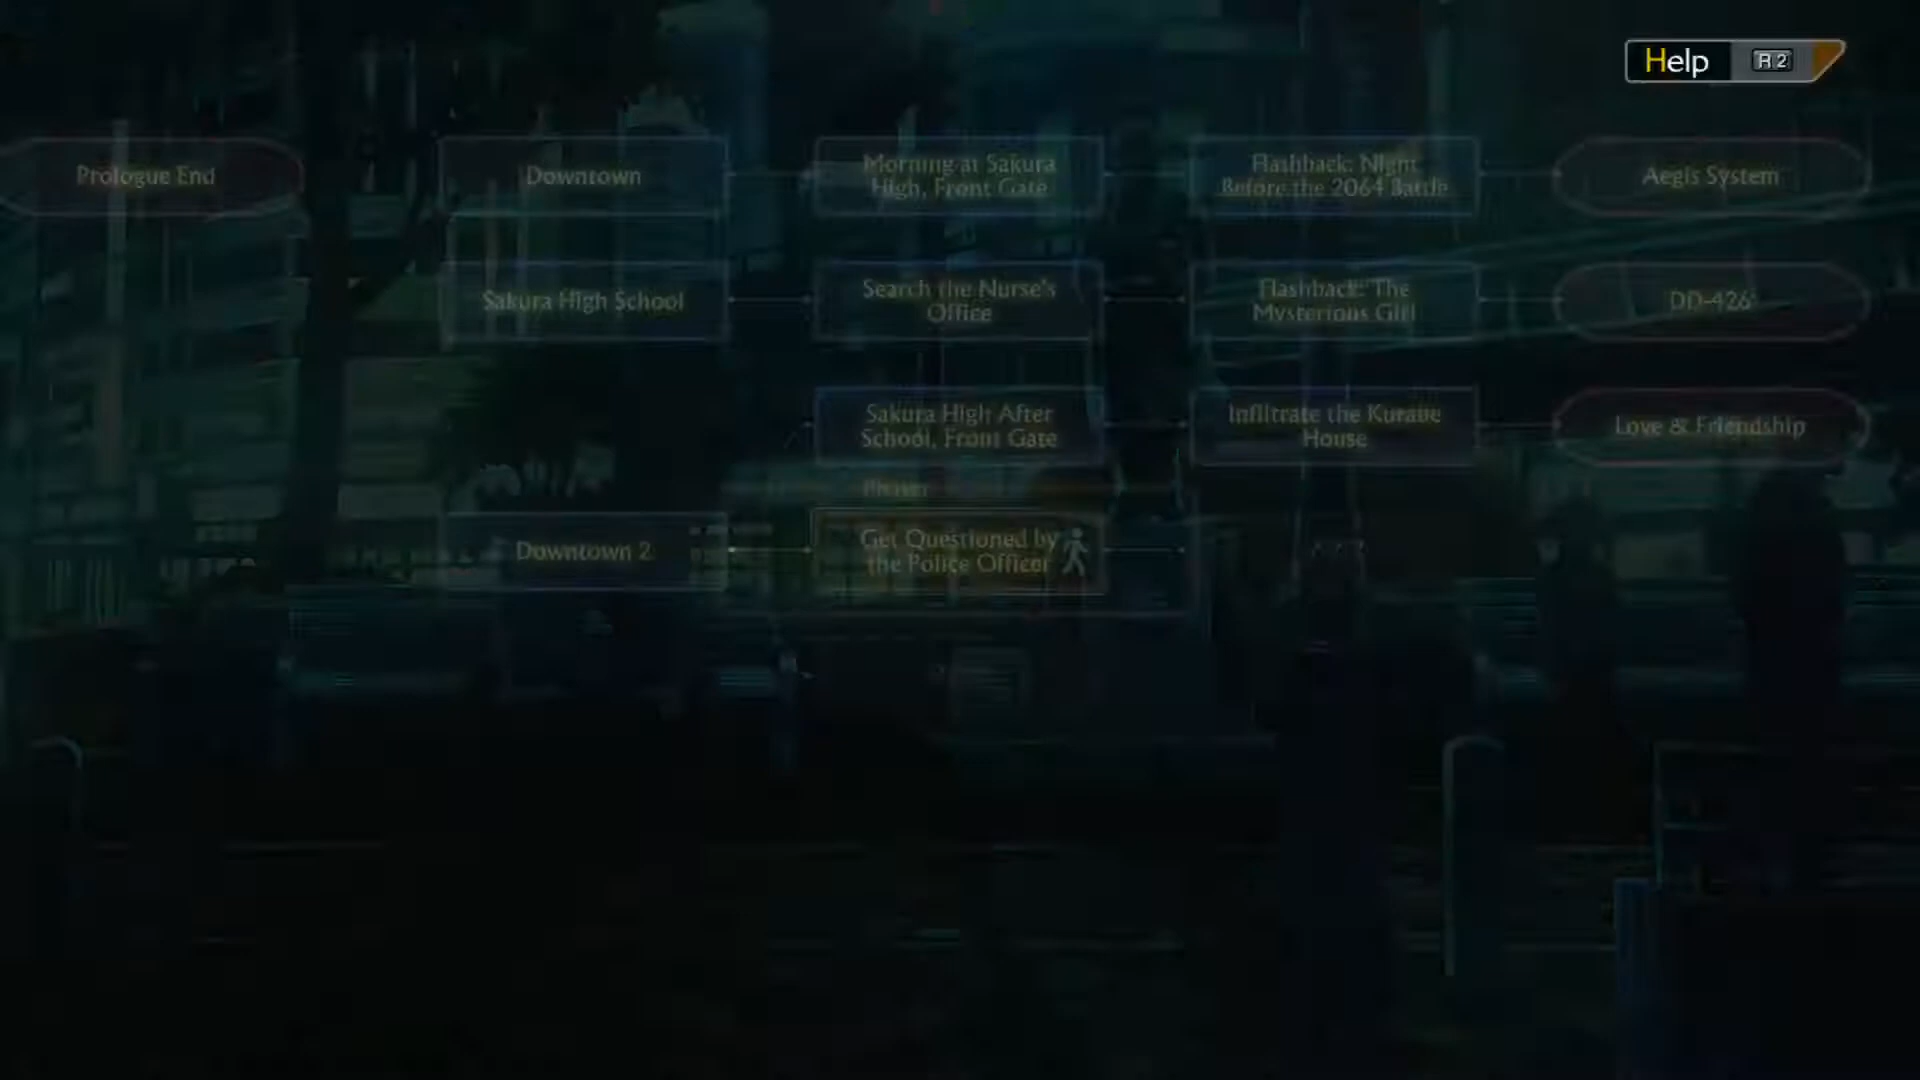 Help R2
Prologue End
Downtown
Morning at Sakura
High, Front Gate
Flashback: Night
Before the 2064 Battle
Aegis System
Sakura High School
Search the Nurse's
Office
Flashback: The
Mysterious Girl
DD-426
Sakura High After
School, Front Gate
Infiltrate the Kurabe
House
Love & Friendship
Downtown 2
Get Questioned by
the Police Officer
???